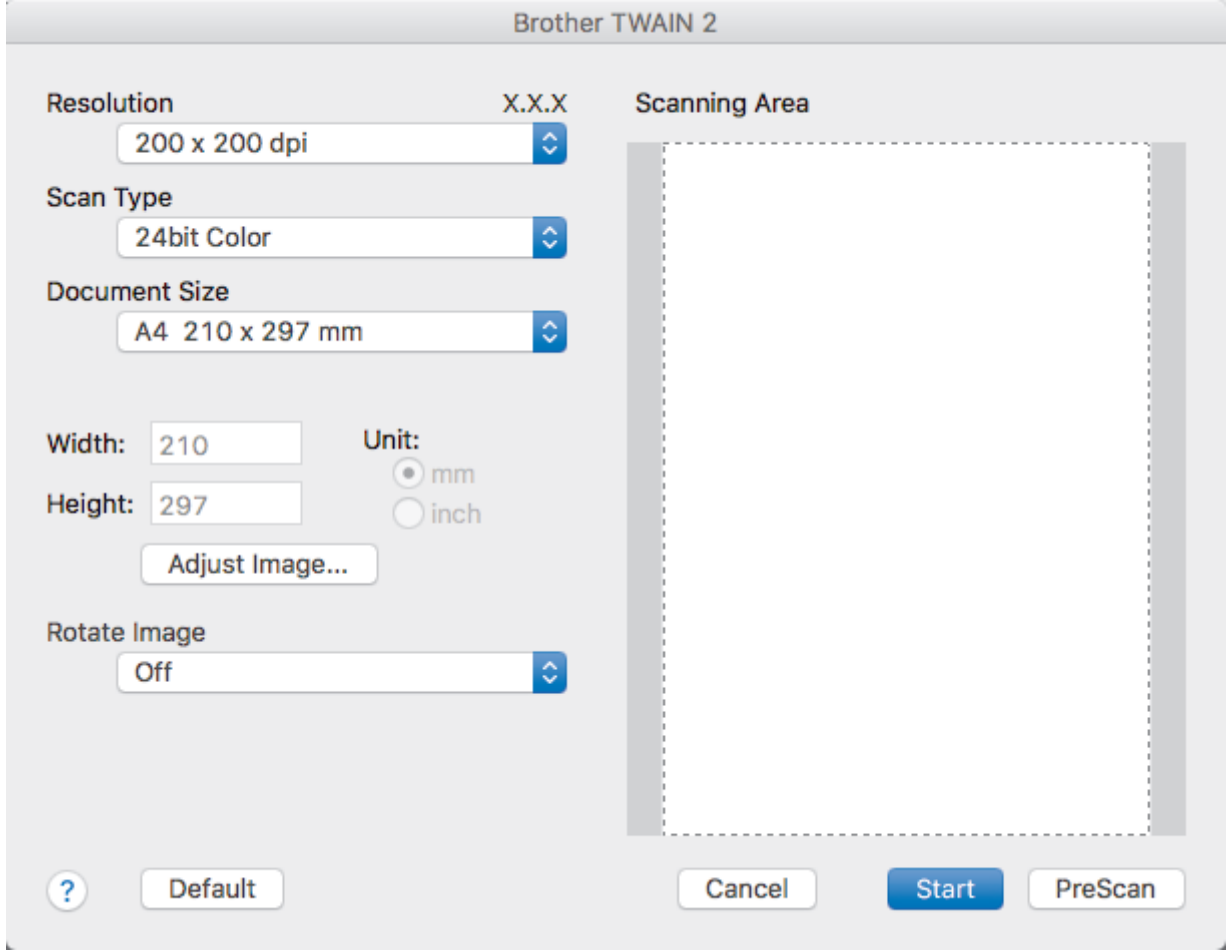 Brother TWAIN 2
Resolution X.X.X
200 x 200 dpi
Scan Type
24bit Color
Document Size
A4 210 x 297 mm
Width: 210
Unit:
mm
Height: 297
inch
Adjust Image...
Rotate Image
Off
Scanning Area
? Default Cancel Start PreScan